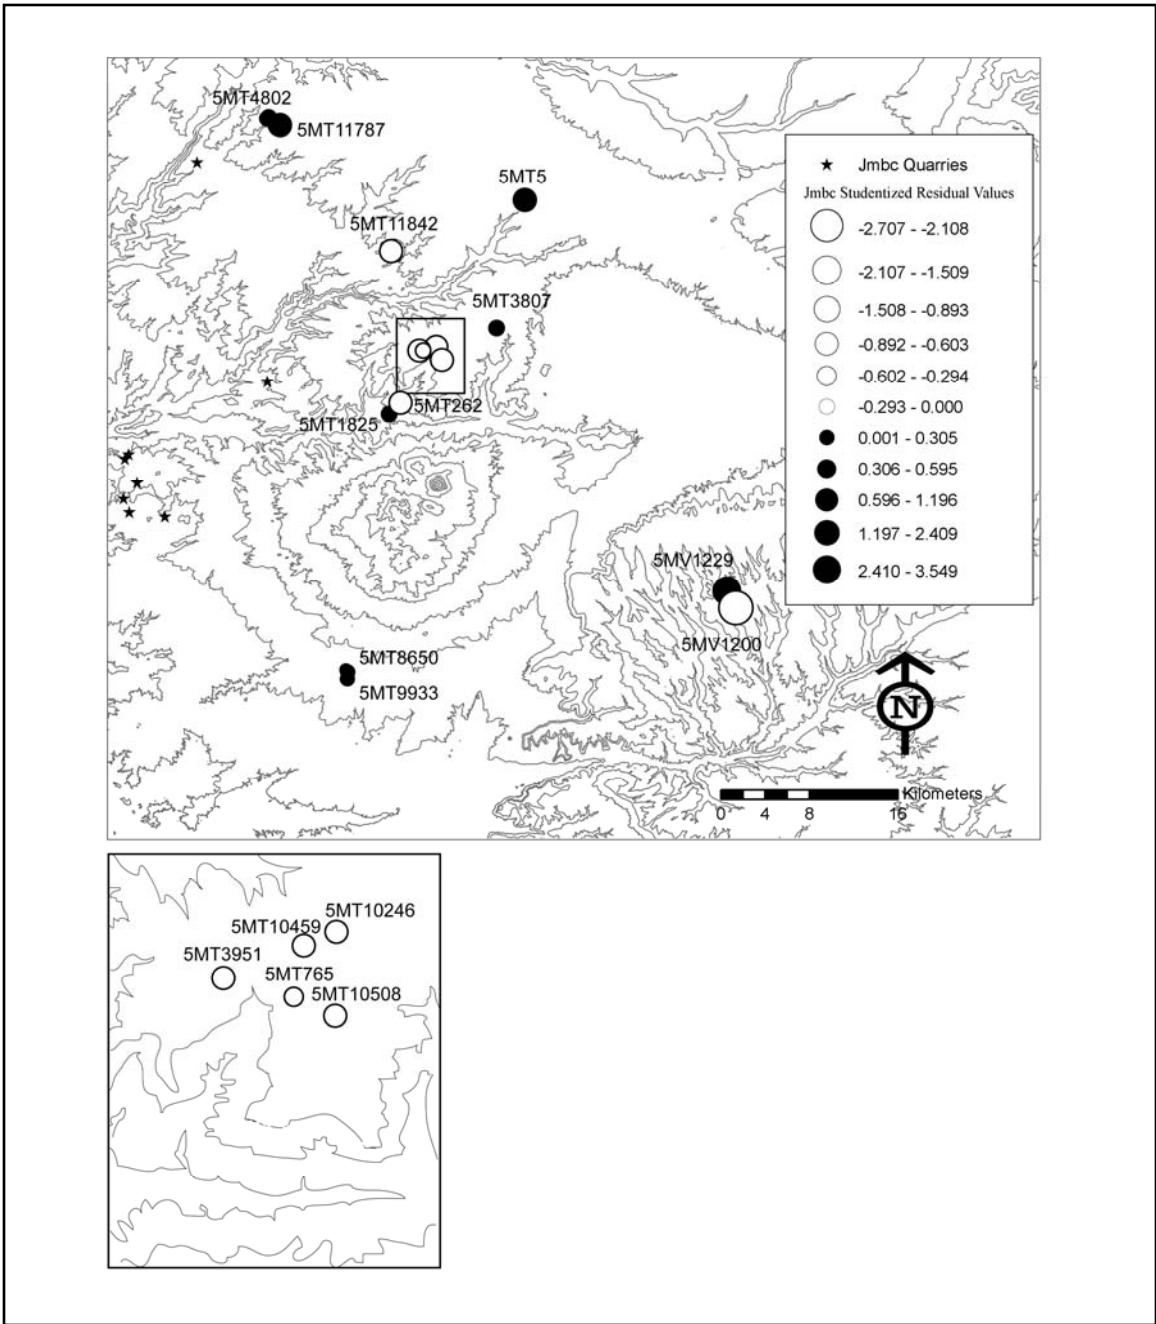 5MT4802
5MT11787
5MT5
5MT11842
5MT3807
5MT262
5MT1825
5MV1229
5MV1200
5MT8650
5MT9933
Jmbc Quarries
Jmbc Studentized Residual Values
-2.707 - -2.108
-2.107 - -1.509
-1.508 - -0.893
-0.892 - -0.603
-0.602 - -0.294
-0.293 - 0.000
0.001 - 0.305
0.306 - 0.595
0.596 - 1.196
1.197 - 2.409
2.410 - 3.549
N
Kilometers
0 4 8 16
5MT10246
5MT10459
5MT3951
5MT765
5MT10508